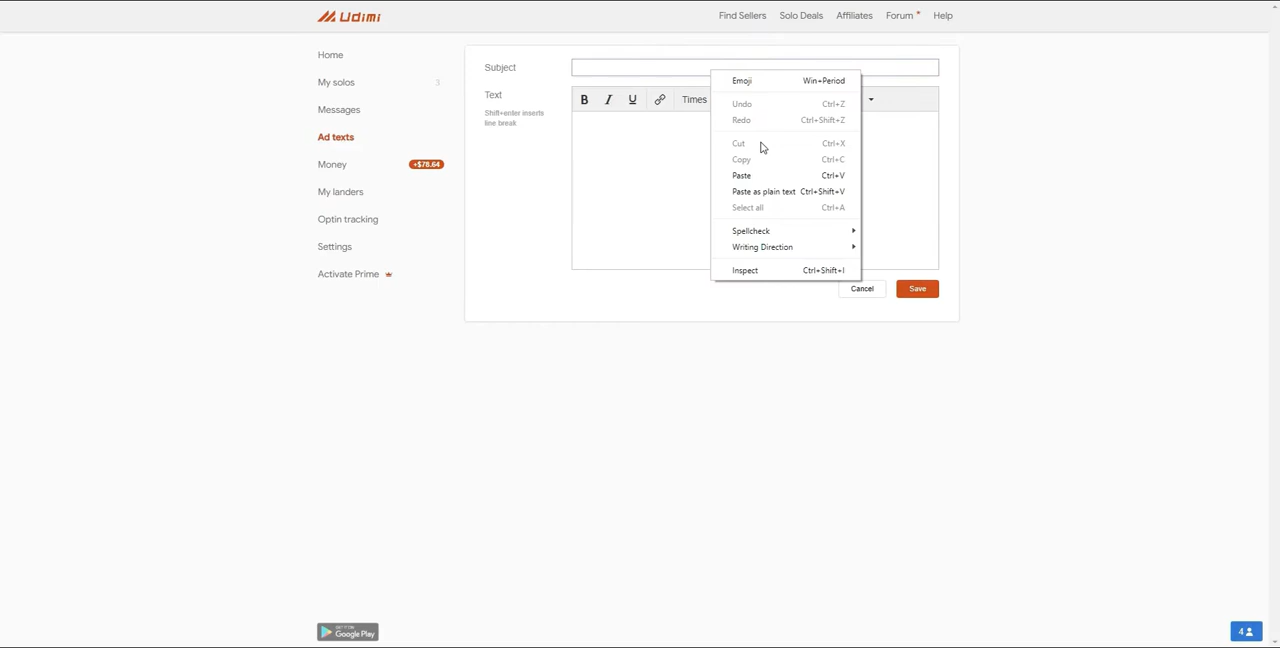 Udimi
Find Sellers Solo Deals Affiliates Forum Help
Home
My solos 3
Messages
Ad texts
Money +$78.64
My landers
Optin tracking
Settings
Activate Prime
Subject
Text
Shift+enter inserts
line break
B I U Times
Emoji Win+Period
Undo Ctrl+Z
Redo Ctrl+Shift+Z
Cut Ctrl+X
Copy Ctrl+C
Paste Ctrl+V
Paste as plain text Ctrl+Shift+V
Select all Ctrl+A
Spellcheck
Writing Direction
Inspect Ctrl+Shift+I
Cancel Save
GET IT ON
Google Play
4